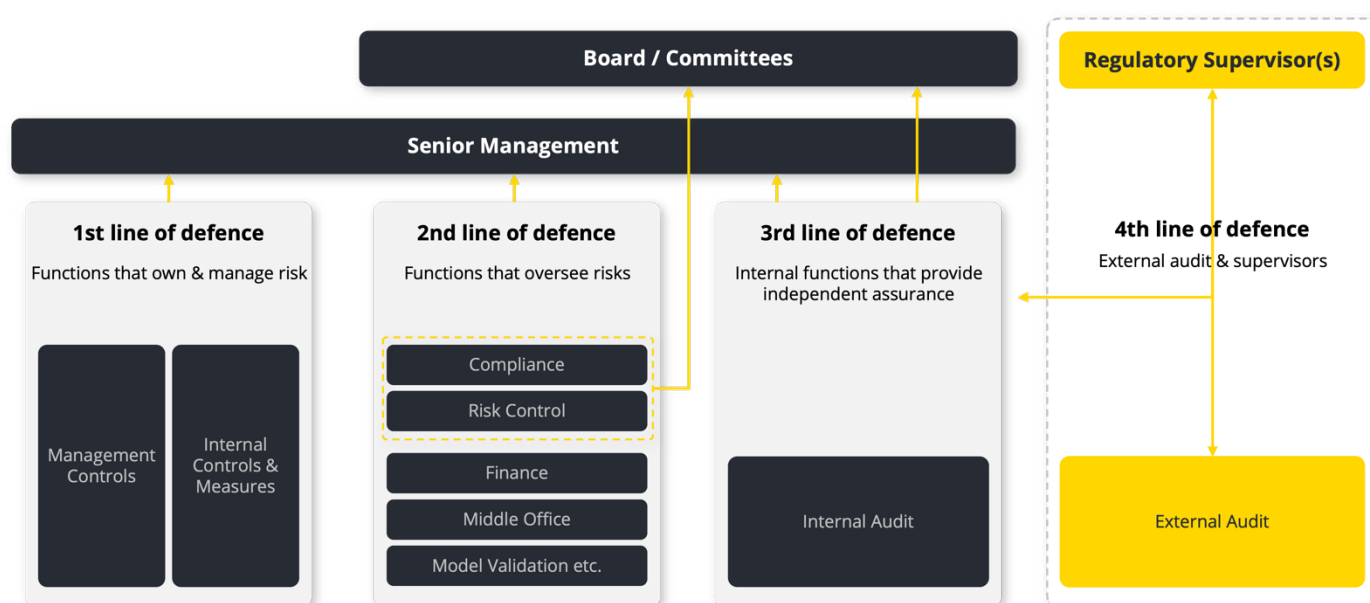 Board / Committees
Regulatory Supervisor(s)
Senior Management
1st line of defence
Functions that own & manage risk
Management
Controls
Internal
Controls &
Measures
2nd line of defence
Functions that oversee risks
Compliance
Risk Control
Finance
Middle Office
Model Validation etc.
3rd line of defence
Internal functions that provide
independent assurance
Internal Audit
4th line of defence
External audit & supervisors
External Audit